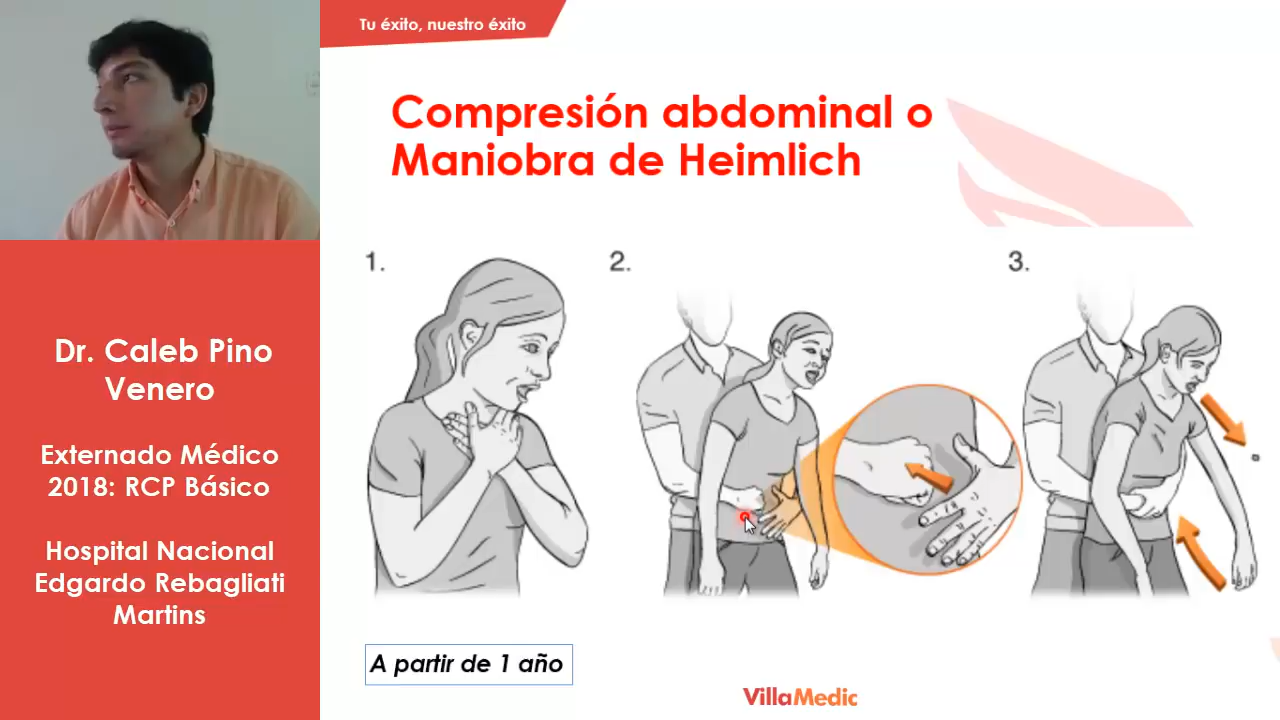 Tu éxito, nuestro éxito
Compresión abdominal o
Maniobra de Heimlich
1.
2.
3.
Dr. Caleb Pino
Venero
Externado Médico
2018: RCP Básico
Hospital Nacional
Edgardo Rebagliati
Martins
A partir de 1 año
VillaMedic